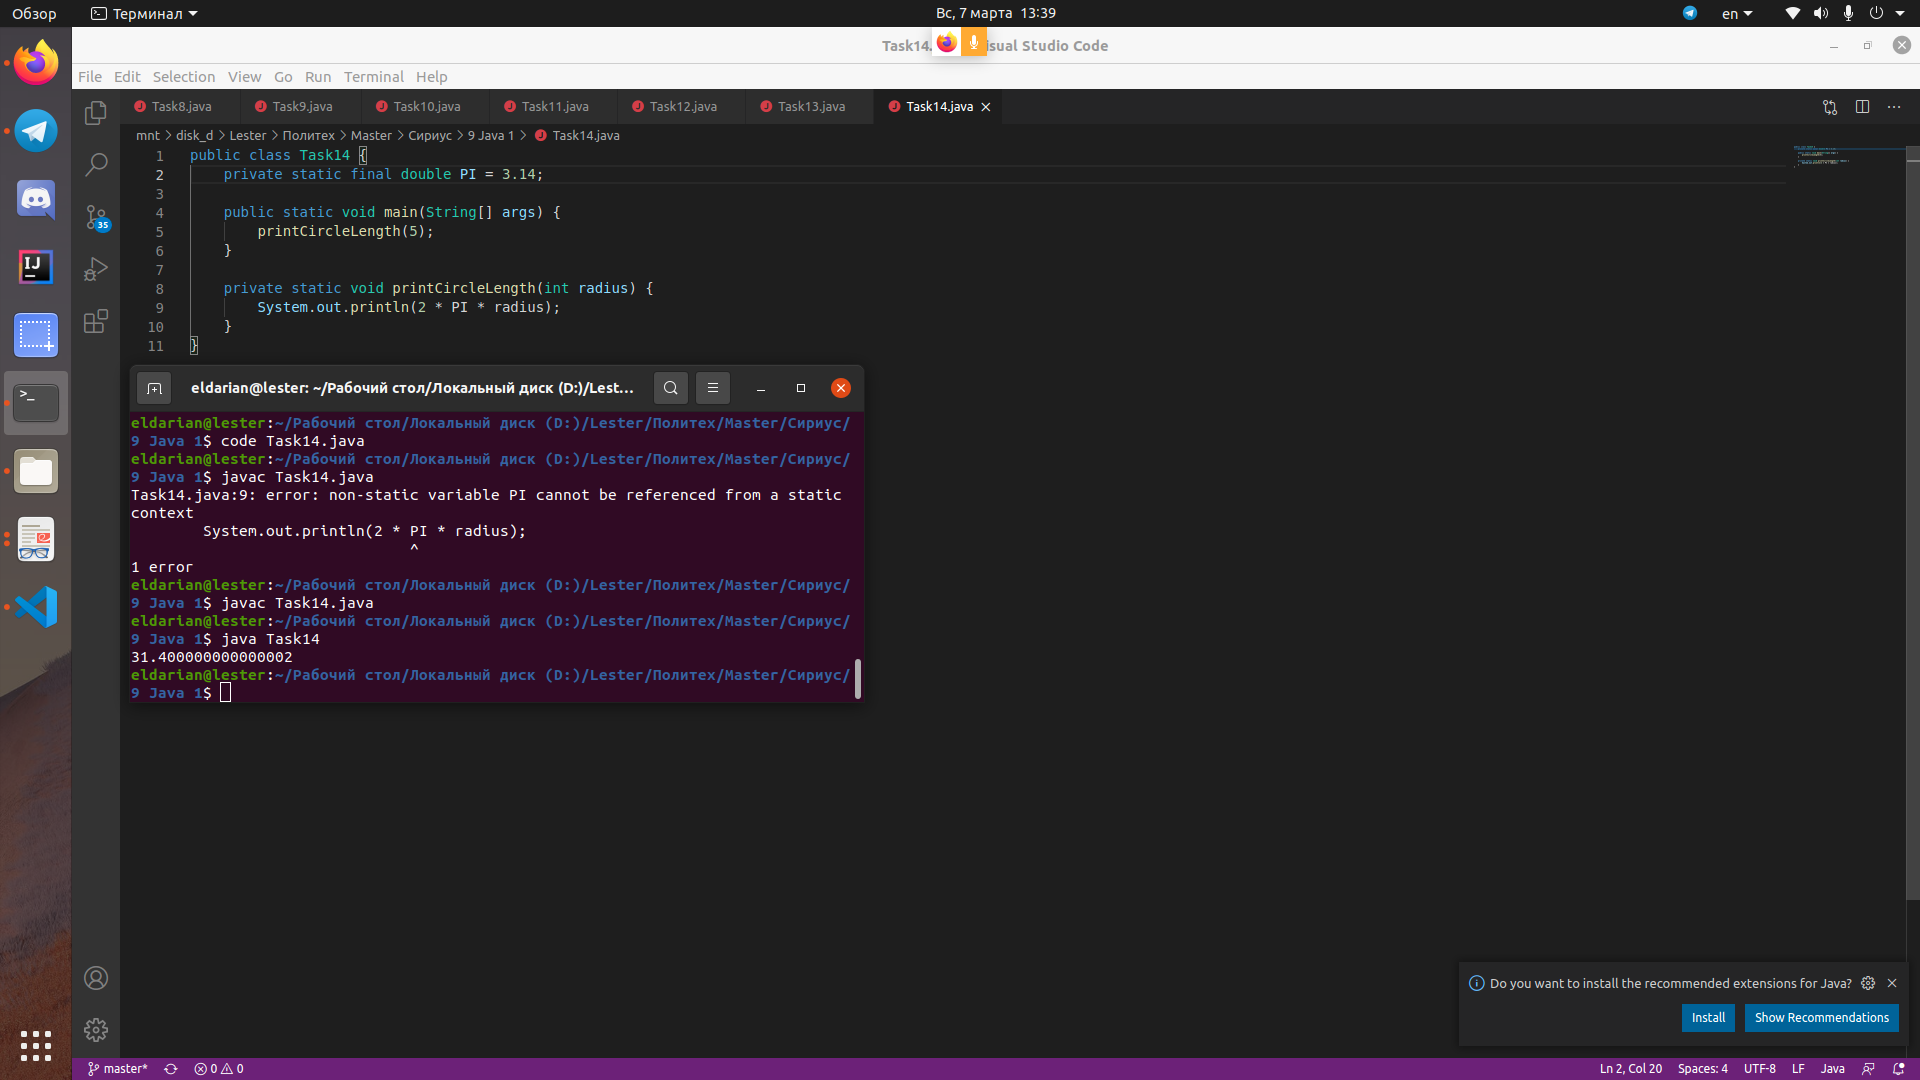 Обзор
Терминал
Вс, 7 марта 13:39
en
Task14.
isual Studio Code
File Edit Selection View Go Run Terminal Help
Task8.java
Task9.java
Task10.java
Task11.java
Task12.java
Task13.java
Task14.java
35
mnt > disk_d > Lester > Политех > Master > Сириус > 9 Java 1 > Task14.java
1 public class Task14 {
2 private static final double PI = 3.14;
3
4 public static void main(String[] args) {
5 printCircleLength(5);
6 }
7
8 private static void printCircleLength(int radius) {
9 System.out.println(2 * PI * radius);
10 }
11 }
eldarian@lester: ~/Рабочий стол/Локальный диск (D:)/Lest...
eldarian@lester:~/Рабочий стол/Локальный диск (D:)/Lester/Политех/Master/Сириус/
9 Java 1$ code Task14.java
eldarian@lester:~/Рабочий стол/Локальный диск (D:)/Lester/Политех/Master/Сириус/
9 Java 1$ javac Task14.java
Task14.java:9: error: non-static variable PI cannot be referenced from a static
context
System.out.println(2 * PI * radius);
^
1 error
eldarian@lester:~/Рабочий стол/Локальный диск (D:)/Lester/Политех/Master/Сириус/
9 Java 1$ javac Task14.java
eldarian@lester:~/Рабочий стол/Локальный диск (D:)/Lester/Политех/Master/Сириус/
9 Java 1$ java Task14
31.400000000000002
eldarian@lester:~/Рабочий стол/Локальный диск (D:)/Lester/Политех/Master/Сириус/
9 Java 1$
Do you want to install the recommended extensions for Java?
Install
Show Recommendations
master*
0
0
Ln 2, Col 20
Spaces: 4
UTF-8
LF
Java